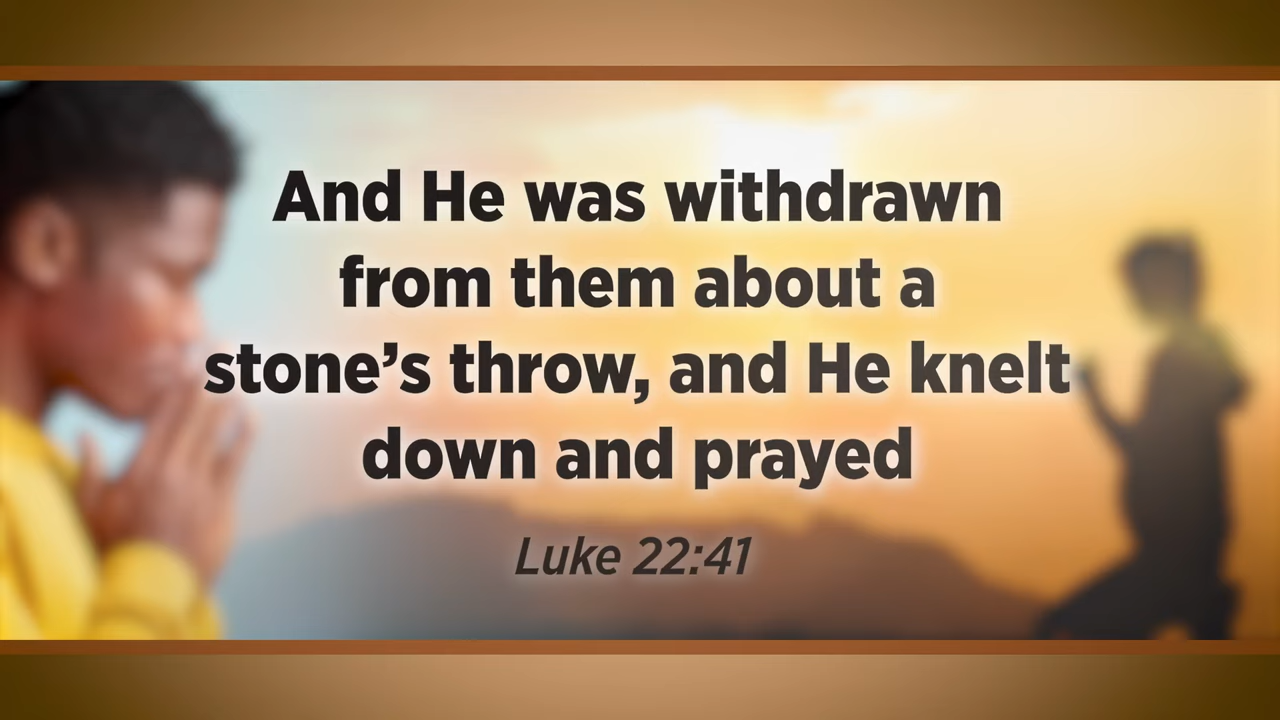 And He was withdrawn
from them about a
stone’s throw, and He knelt
down and prayed
Luke 22:41